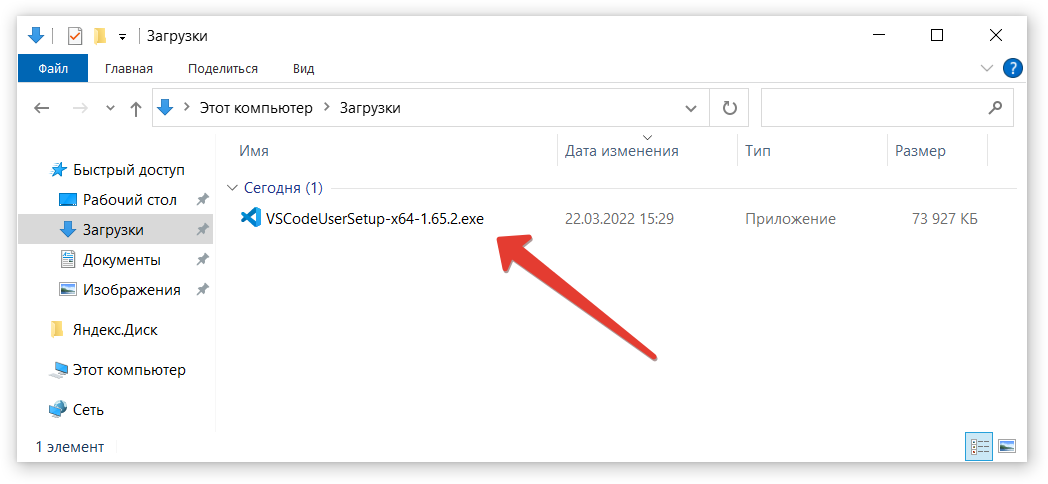 Загрузки
Файл Главная Поделиться Вид ?
Этот компьютер Загрузки
Имя Дата изменения Тип Размер
Быстрый доступ
Рабочий стол
Загрузки
Документы
Изображения
Яндекс.Диск
Этот компьютер
Сеть
Сегодня (1)
VSCodeUserSetup-x64-1.65.2.exe 22.03.2022 15:29 Приложение 73 927 КБ
1 элемент